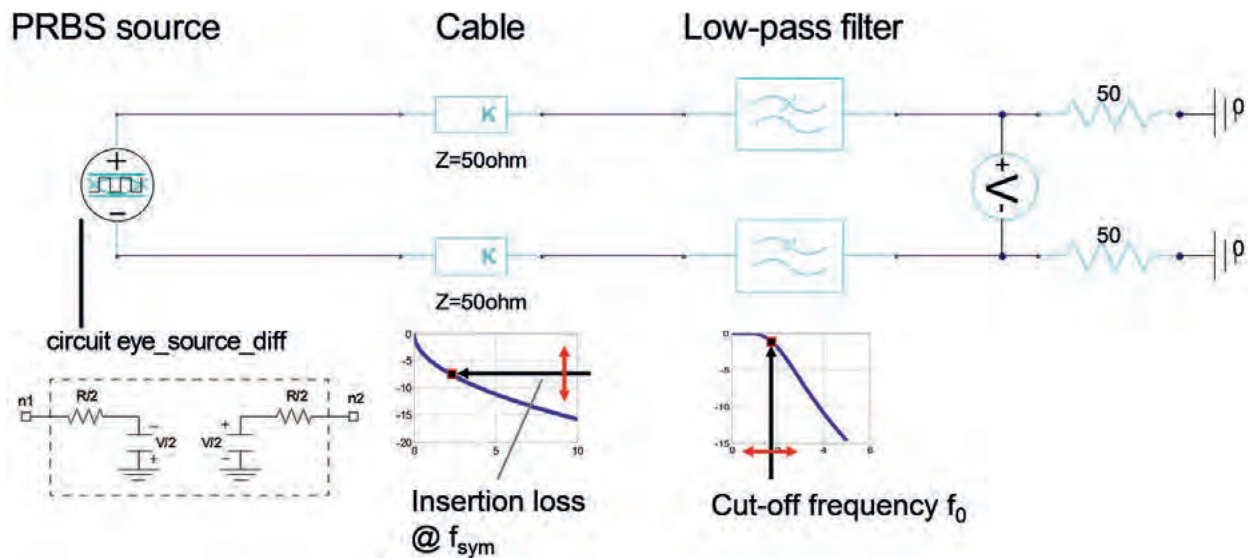 PRBS source
Cable
Low-pass filter
50
0
+
−
K
Z=50ohm
+
V
-
50
0
K
Z=50ohm
circuit eye_source_diff
n1
R/2
R/2
n2
−
V/2
+
+
V/2
−
0
-5
-10
-15
-20
0
5
10
Insertion loss
@ fsym
0
-5
-10
-15
0
4
6
Cut-off frequency f0